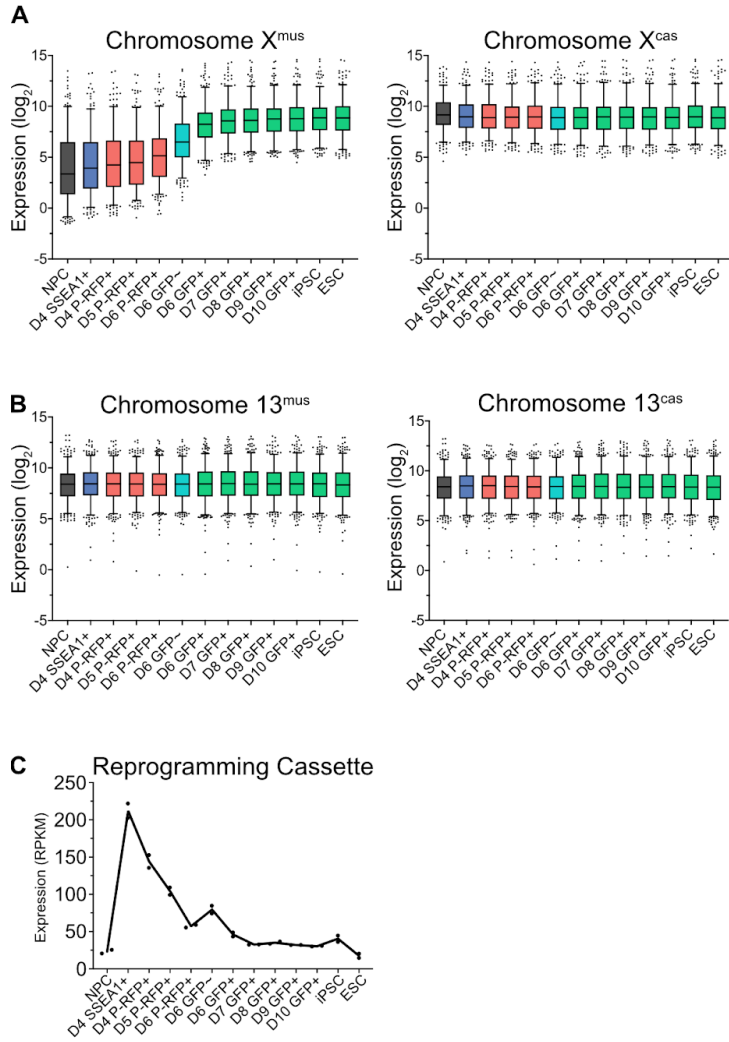 A
Chromosome X^mus
Expression (log₂)
15
10
5
0
-5
NPC
D4 SSEA1+
D4 P-RFP+
D5 P-RFP+
D6 P-RFP+
D6 GFP~
D6 GFP+
D7 GFP+
D8 GFP+
D9 GFP+
D10 GFP+
iPSC
ESC
Chromosome X^cas
Expression (log₂)
15
10
5
0
-5
NPC
D4 SSEA1+
D4 P-RFP+
D5 P-RFP+
D6 P-RFP+
D6 GFP~
D6 GFP+
D7 GFP+
D8 GFP+
D9 GFP+
D10 GFP+
iPSC
ESC
B
Chromosome 13^mus
Expression (log₂)
15
10
5
0
-5
NPC
D4 SSEA1+
D4 P-RFP+
D5 P-RFP+
D6 P-RFP+
D6 GFP~
D6 GFP+
D7 GFP+
D8 GFP+
D9 GFP+
D10 GFP+
iPSC
ESC
Chromosome 13^cas
Expression (log₂)
15
10
5
0
-5
NPC
D4 SSEA1+
D4 P-RFP+
D5 P-RFP+
D6 P-RFP+
D6 GFP~
D6 GFP+
D7 GFP+
D8 GFP+
D9 GFP+
D10 GFP+
iPSC
ESC
C
Reprogramming Cassette
Expression (RPKM)
250
200
150
100
50
0
NPC
D4 SSEA1+
D4 P-RFP+
D5 P-RFP+
D6 P-RFP+
D6 GFP~
D6 GFP+
D7 GFP+
D8 GFP+
D9 GFP+
D10 GFP+
iPSC
ESC